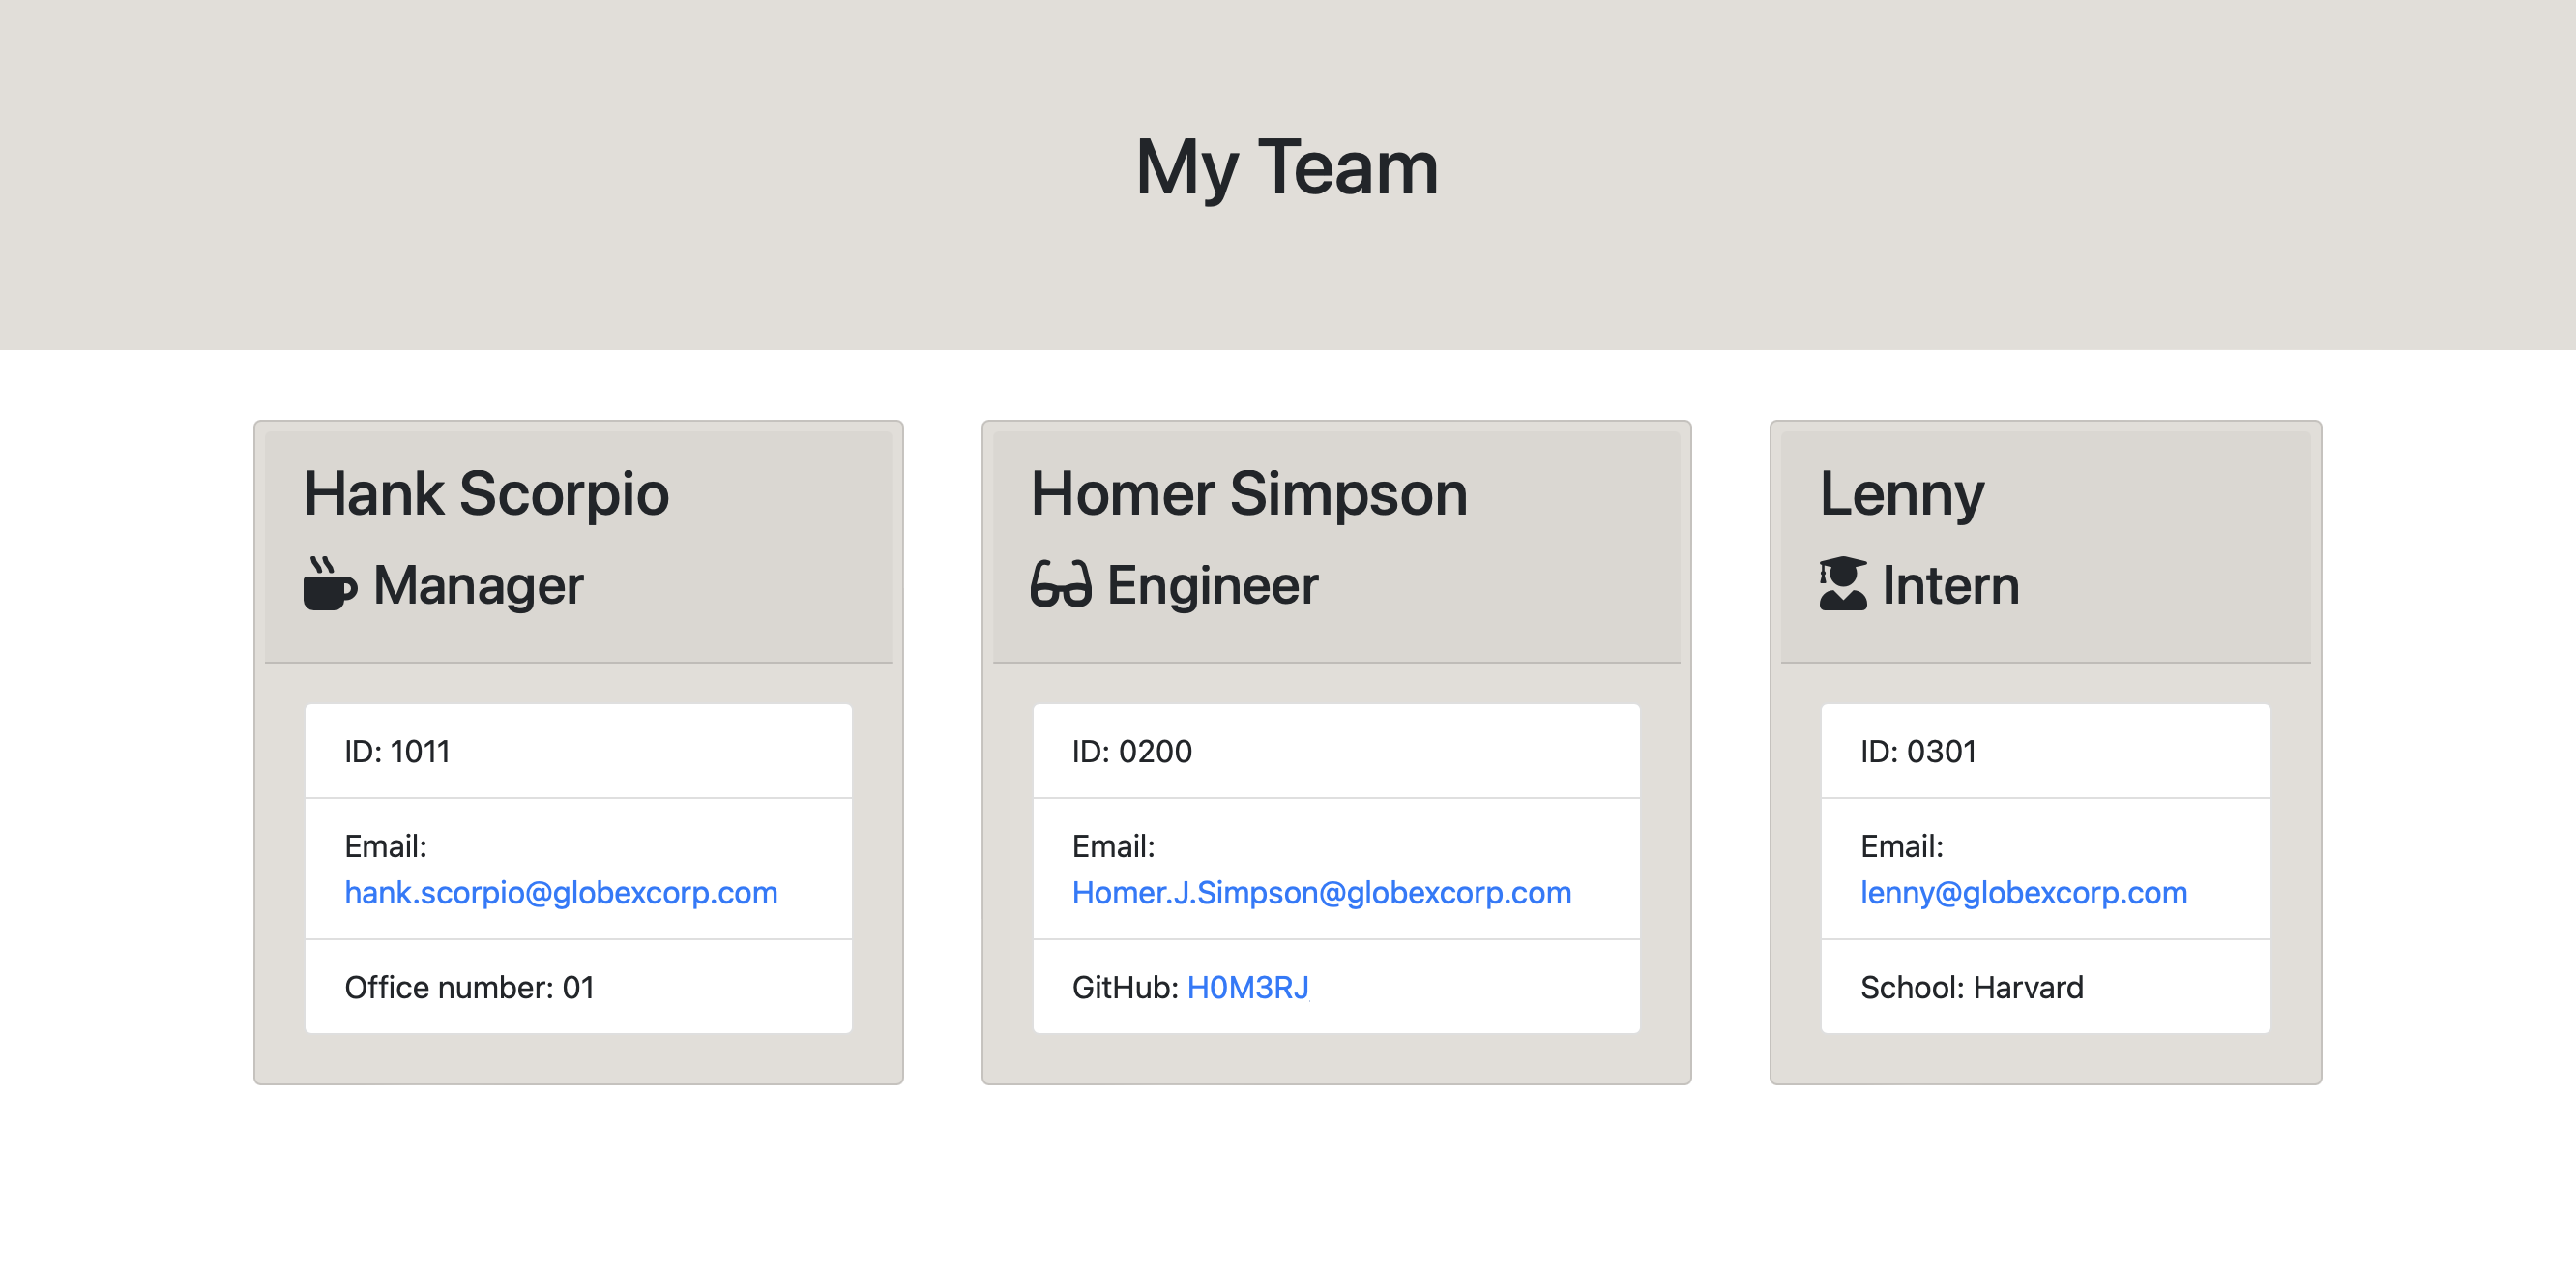 My Team
Hank Scorpio
Manager
ID: 1011
Email:
hank.scorpio@globexcorp.com
Office number: 01
Homer Simpson
Engineer
ID: 0200
Email:
Homer.J.Simpson@globexcorp.com
GitHub: H0M3RJ
Lenny
Intern
ID: 0301
Email:
lenny@globexcorp.com
School: Harvard